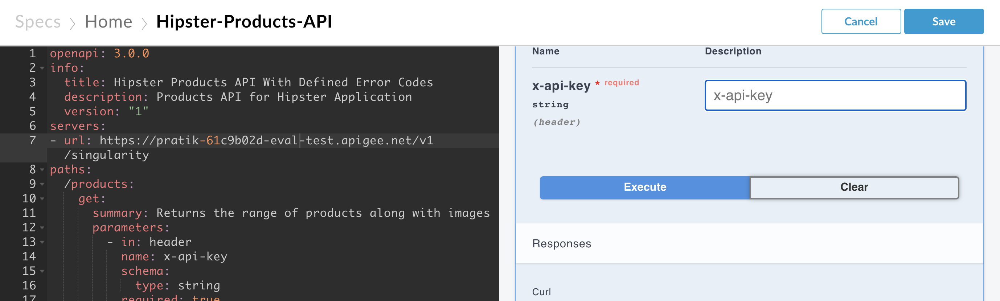 Specs > Home > Hipster-Products-API
Cancel
Save
1 openapi: 3.0.0
2 info:
3 title: Hipster Products API With Defined Error Codes
4 description: Products API for Hipster Application
5 version: "1"
6 servers:
7 - url: https://pratik-61c9b02d-eval-test.apigee.net/v1
/singularity
8 paths:
9 /products:
10 get:
11 summary: Returns the range of products along with images
12 parameters:
13 - in: header
14 name: x-api-key
15 schema:
16 type: string
17 required: true
Name Description
x-api-key * required
string
(header)
x-api-key
Execute
Clear
Responses
Curl